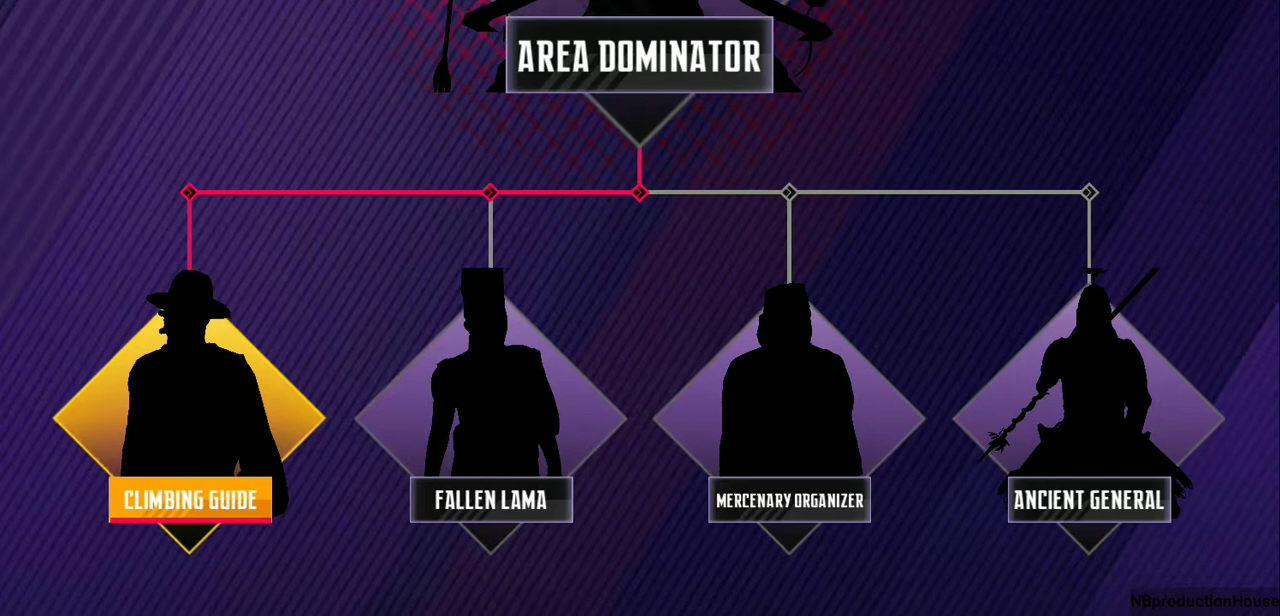 AREA DOMINATOR
CLIMBING GUIDE
FALLEN LAMA
MERCENARY ORGANIZER
ANCIENT GENERAL
NBproductionHouse